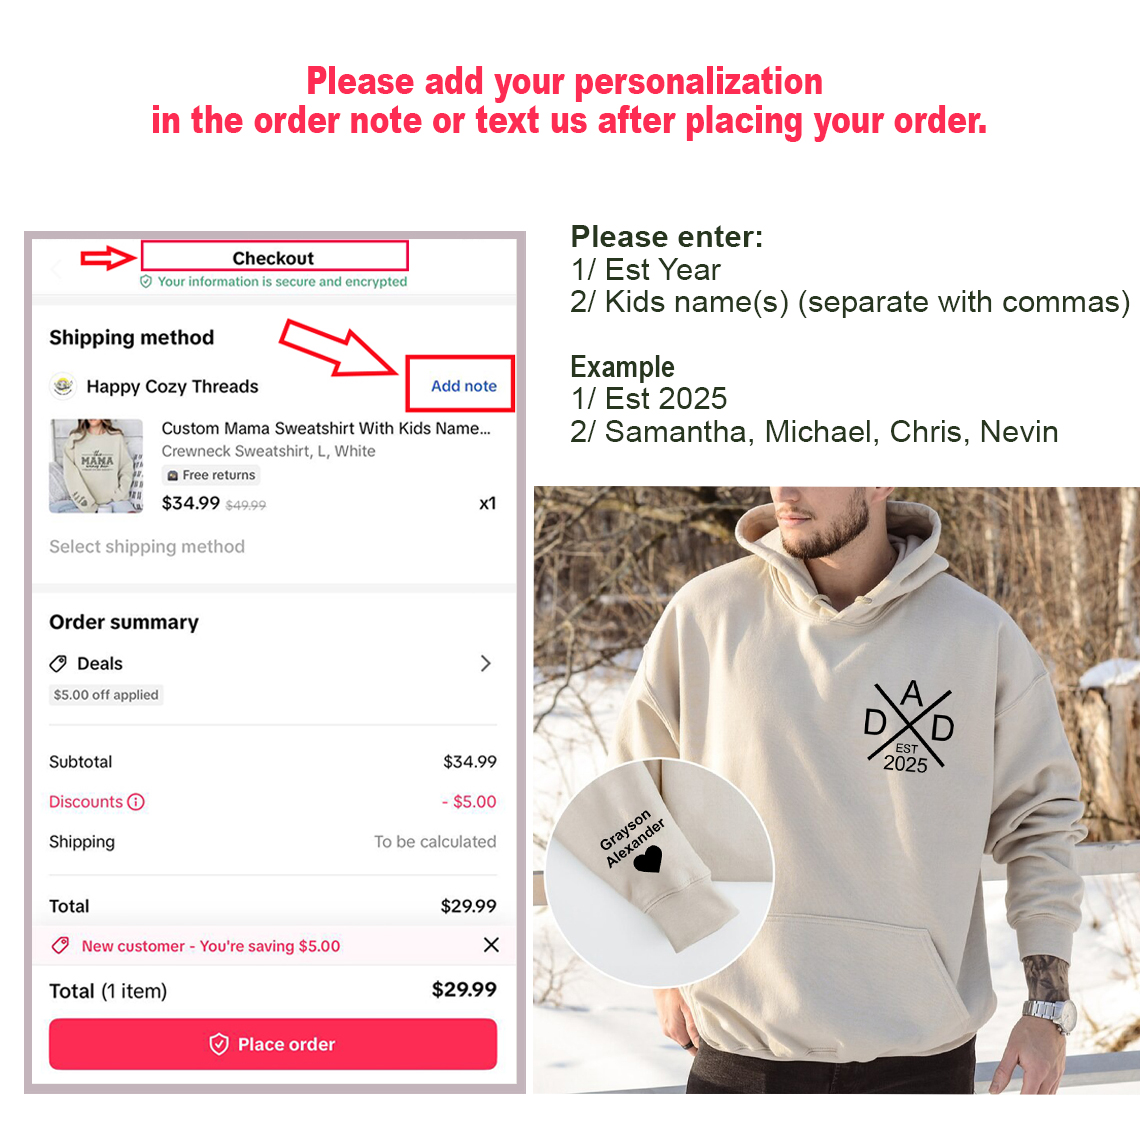 Please add your personalization
in the order note or text us after placing your order.
Checkout
Your information is secure and encrypted
Shipping method
Happy Cozy Threads
Add note
Custom Mama Sweatshirt With Kids Name...
Crewneck Sweatshirt, L, White
Free returns
$34.99 $49.99
x1
Select shipping method
MAMA
Order summary
Deals
$5.00 off applied
Subtotal
$34.99
Discounts
- $5.00
Shipping
To be calculated
Total
$29.99
New customer - You're saving $5.00
Total (1 item)
$29.99
Place order
Please enter:
1/ Est Year
2/ Kids name(s) (separate with commas)
Example
1/ Est 2025
2/ Samantha, Michael, Chris, Nevin
A
D D
EST
2025
Grayson
Alexander